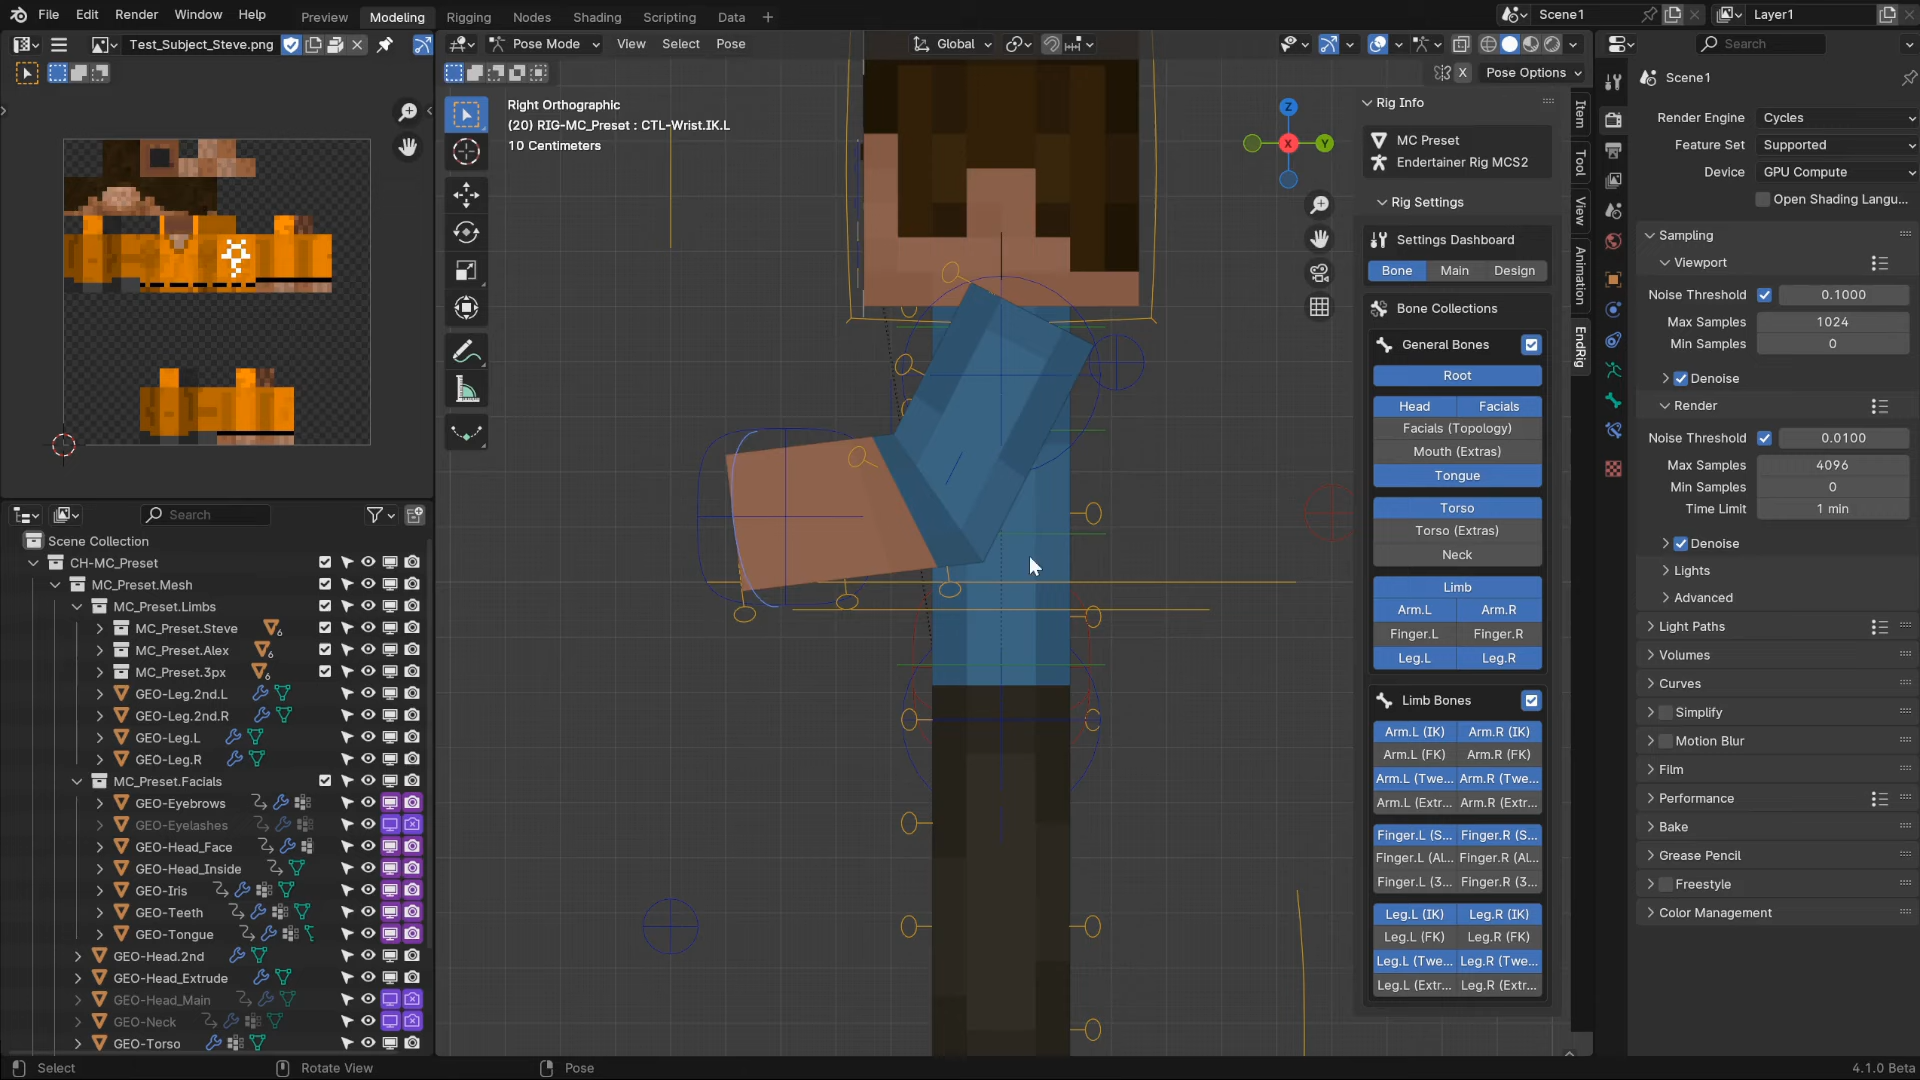 File Edit Render Window Help Preview Modeling Rigging Nodes Shading Scripting Data + Scene1 Layer1
Test_Subject_Steve.png
Pose Mode View Select Pose Global Search
X Pose Options
Right Orthographic
(20) RIG-MC_Preset : CTL-Wrist.IK.L
10 Centimeters
Z
Y
X
Item
Tool
View
Animation
EndRig
Rig Info
MC Preset
Endertainer Rig MCS2
Rig Settings
Settings Dashboard
Bone Main Design
Bone Collections
General Bones
Root
Head Facials
Facials (Topology)
Mouth (Extras)
Tongue
Torso
Torso (Extras)
Neck
Limb
Arm.L Arm.R
Finger.L Finger.R
Leg.L Leg.R
Limb Bones
Arm.L (IK) Arm.R (IK)
Arm.L (FK) Arm.R (FK)
Arm.L (Twe... Arm.R (Twe...
Arm.L (Extr... Arm.R (Extr...
Finger.L (S... Finger.R (S...
Finger.L (Al... Finger.R (Al...
Finger.L (3... Finger.R (3...
Leg.L (IK) Leg.R (IK)
Leg.L (FK) Leg.R (FK)
Leg.L (Twe... Leg.R (Twe...
Leg.L (Extr... Leg.R (Extr...
Scene1
Render Engine Cycles
Feature Set Supported
Device GPU Compute
Open Shading Langu...
Sampling
Viewport
Noise Threshold 0.1000
Max Samples 1024
Min Samples 0
Denoise
Render
Noise Threshold 0.0100
Max Samples 4096
Min Samples 0
Time Limit 1 min
Denoise
Lights
Advanced
Light Paths
Volumes
Curves
Simplify
Motion Blur
Film
Performance
Bake
Grease Pencil
Freestyle
Color Management
Search
Scene Collection
CH-MC_Preset
MC_Preset.Mesh
MC_Preset.Limbs
MC_Preset.Steve 6
MC_Preset.Alex 6
MC_Preset.3px 6
GEO-Leg.2nd.L
GEO-Leg.2nd.R
GEO-Leg.L
GEO-Leg.R
MC_Preset.Facials
GEO-Eyebrows
GEO-Eyelashes
GEO-Head_Face
GEO-Head_Inside
GEO-Iris
GEO-Teeth
GEO-Tongue
GEO-Head.2nd
GEO-Head_Extrude
GEO-Head_Main
GEO-Neck
GEO-Torso
Select Rotate View Pose 4.1.0 Beta